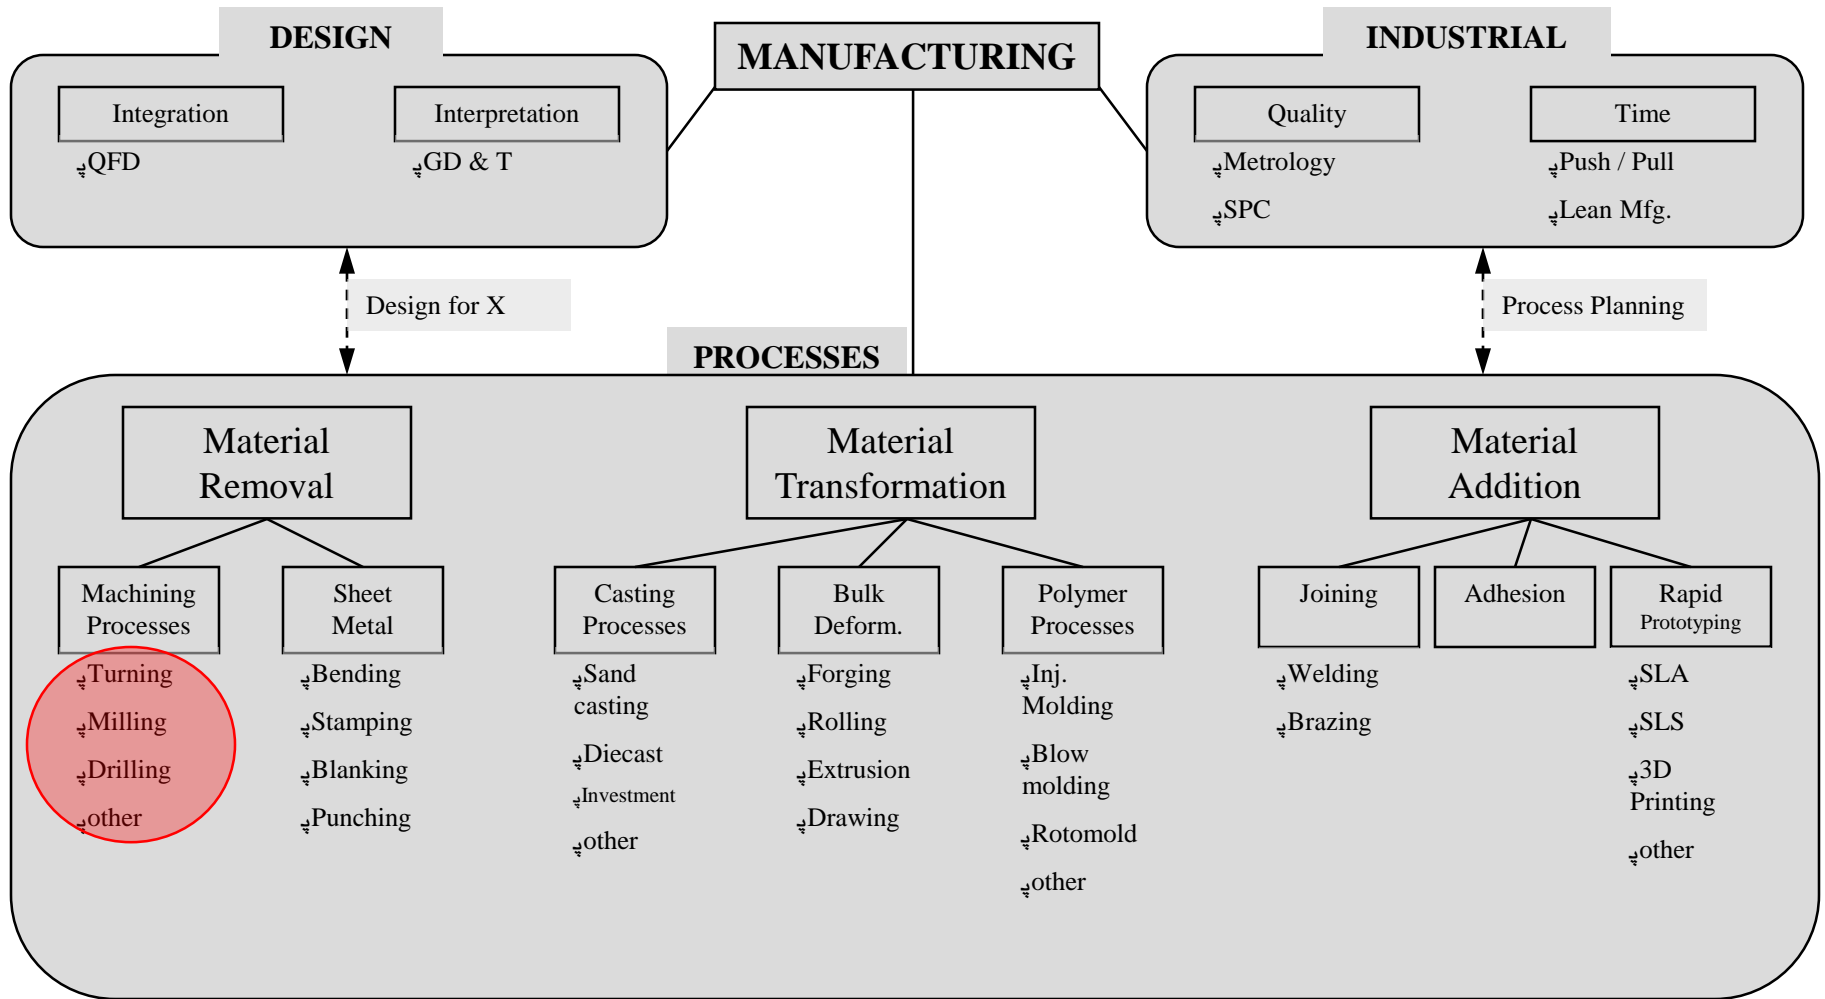 DESIGN
MANUFACTURING
INDUSTRIAL
Integration
Interpretation
Quality
Time
QFD
GD & T
Metrology
SPC
Push / Pull
Lean Mfg.
Design for X
Process Planning
PROCESSES
Material
Removal
Material
Transformation
Material
Addition
Machining
Processes
Turning
Milling
Drilling
other
Sheet
Metal
Bending
Stamping
Blanking
Punching
Casting
Processes
Sand
casting
Diecast
Investment
other
Bulk
Deform.
Forging
Rolling
Extrusion
Drawing
Polymer
Processes
Inj.
Molding
Blow
molding
Rotomold
other
Joining
Welding
Brazing
Adhesion
Rapid
Prototyping
SLA
SLS
3D
Printing
other